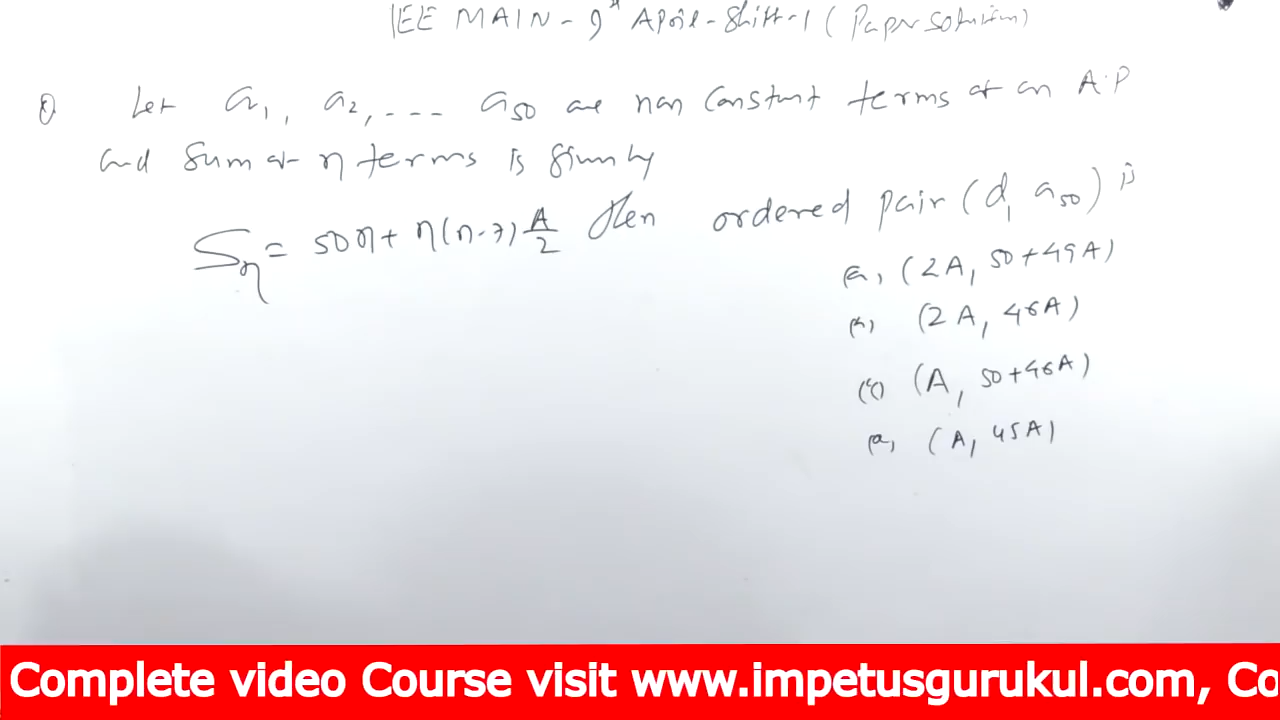 JEE MAIN - 9th April - Shift-1 ( Paper solution)
Q Let a1, a2, --- a50 are non constant terms of an A.P
and sum of n terms is given by
Sn = 50n + n(n-7) A/2 then ordered pair (d, a50) is
(a) (2A, 50+49A)
(b) (2A, 46A)
(c) (A, 50+46A)
(d) (A, 45A)
Complete video Course visit www.impetusgurukul.com, Co